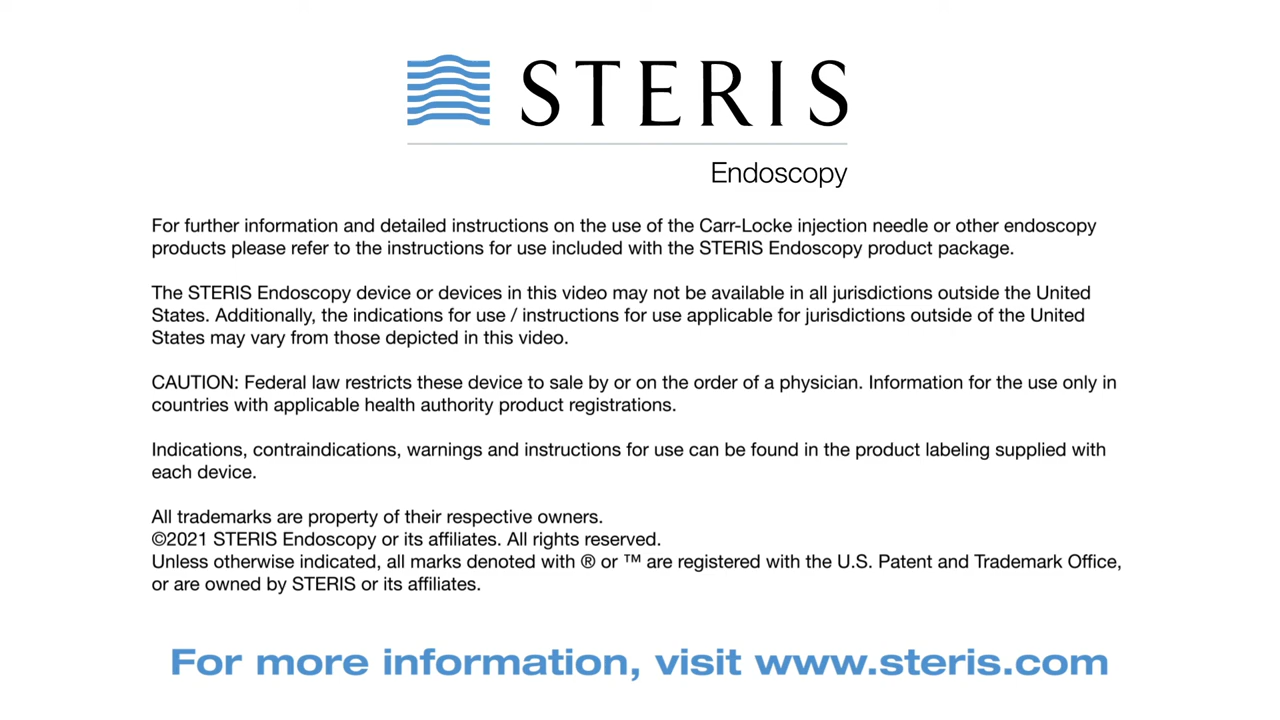 STERIS
Endoscopy
For further information and detailed instructions on the use of the Carr-Locke injection needle or other endoscopy
products please refer to the instructions for use included with the STERIS Endoscopy product package.
The STERIS Endoscopy device or devices in this video may not be available in all jurisdictions outside the United
States. Additionally, the indications for use / instructions for use applicable for jurisdictions outside of the United
States may vary from those depicted in this video.
CAUTION: Federal law restricts these device to sale by or on the order of a physician. Information for the use only in
countries with applicable health authority product registrations.
Indications, contraindications, warnings and instructions for use can be found in the product labeling supplied with
each device.
All trademarks are property of their respective owners.
©2021 STERIS Endoscopy or its affiliates. All rights reserved.
Unless otherwise indicated, all marks denoted with ® or ™ are registered with the U.S. Patent and Trademark Office,
or are owned by STERIS or its affiliates.
For more information, visit www.steris.com